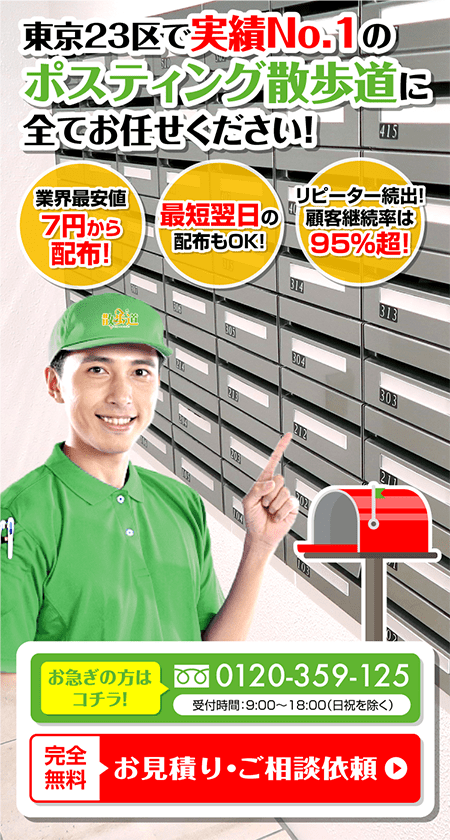 東京23区で実績No.1の
ポスティング散歩道に
全てお任せください!
業界最安値
7円から
配布!
最短翌日の
配布もOK!
リピーター続出!
顧客継続率は
95%超!
415
314
313
305
304
303
213
212
211
203
202
103
お急ぎの方は
コチラ!
0120-359-125
受付時間:9:00〜18:00(日祝を除く)
完全
無料
お見積り・ご相談依頼